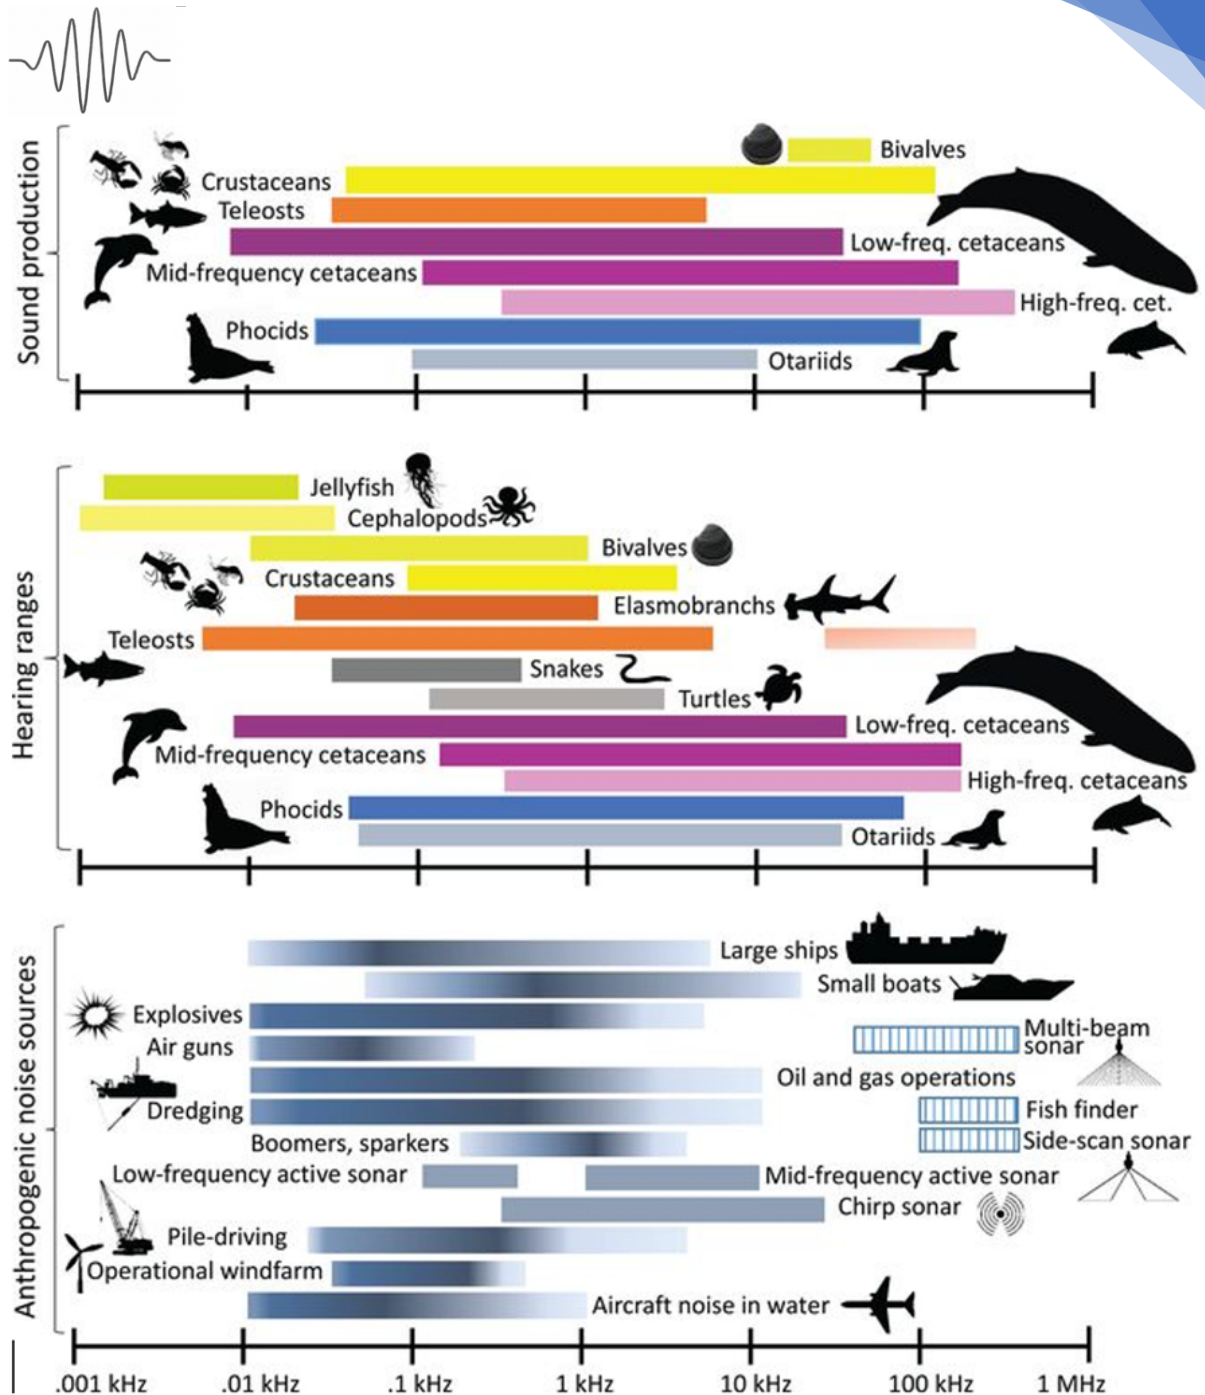 Sound production
Bivalves
Crustaceans
Teleosts
Low-freq. cetaceans
Mid-frequency cetaceans
High-freq. cet.
Phocids
Otariids
Hearing ranges
Jellyfish
Cephalopods
Bivalves
Crustaceans
Elasmobranchs
Teleosts
Snakes
Turtles
Low-freq. cetaceans
Mid-frequency cetaceans
High-freq. cetaceans
Phocids
Otariids
Anthropogenic noise sources
Large ships
Small boats
Explosives
Multi-beam
sonar
Air guns
Oil and gas operations
Dredging
Fish finder
Boomers, sparkers
Side-scan sonar
Low-frequency active sonar
Mid-frequency active sonar
Chirp sonar
Pile-driving
Operational windfarm
Aircraft noise in water
.001 kHz .01 kHz .1 kHz 1 kHz 10 kHz 100 kHz 1 MHz